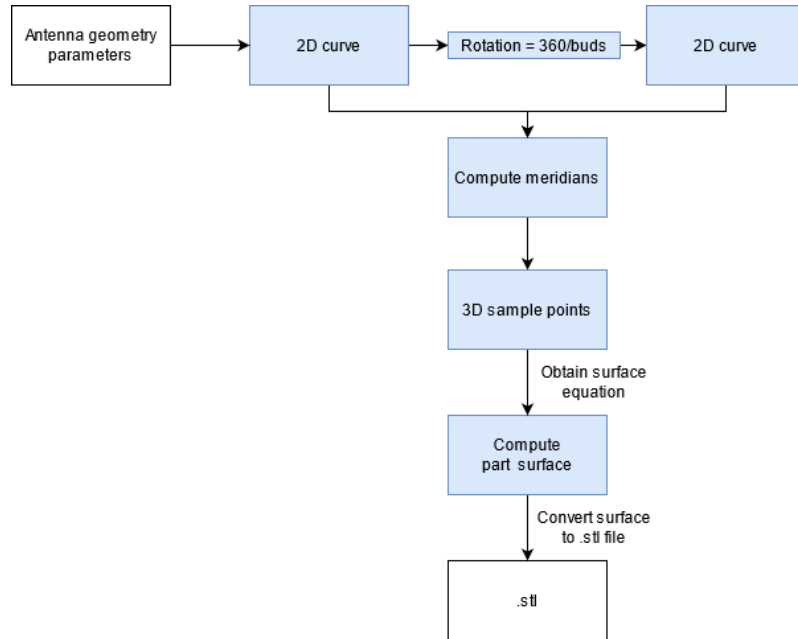 Antenna geometry
parameters
2D curve
Rotation = 360/buds
2D curve
Compute meridians
3D sample points
Obtain surface
equation
Compute
part surface
Convert surface
to .stl file
.stl